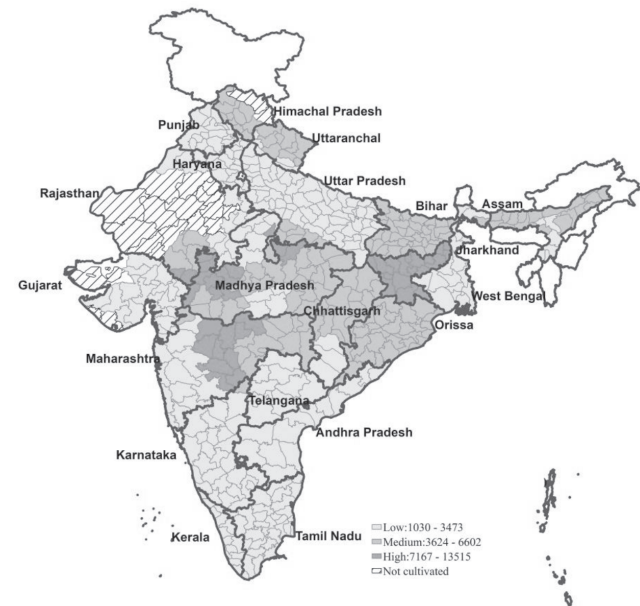 Himachal Pradesh
Punjab
Uttaranchal
Haryana
Uttar Pradesh
Rajasthan
Bihar
Assam
Jharkhand
Gujarat
Madhya Pradesh
West Bengal
Chhattisgarh
Orissa
Maharashtra
Telangana
Andhra Pradesh
Karnataka
Kerala
Tamil Nadu
Low:1030 - 3473
Medium:3624 - 6602
High:7167 - 13515
Not cultivated